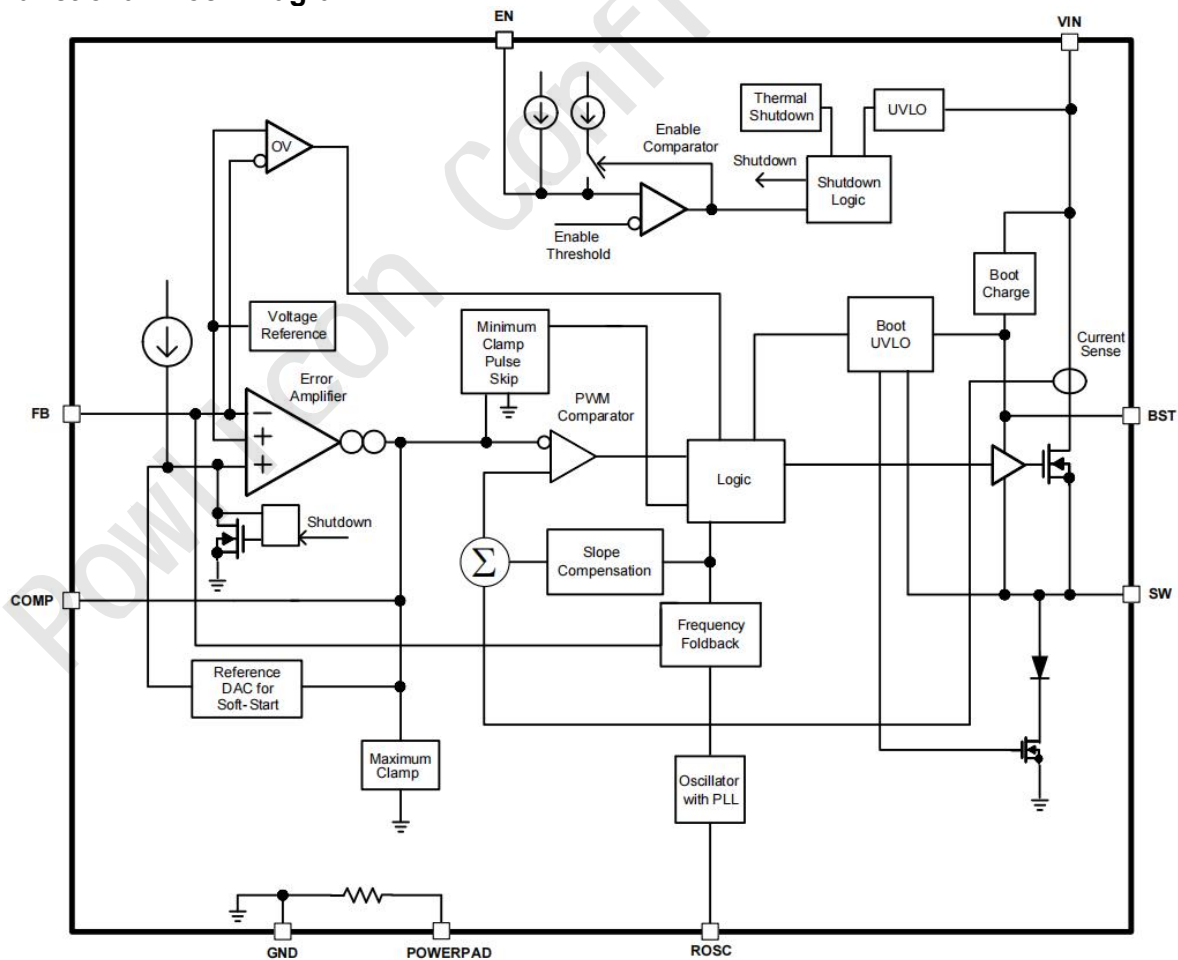 EN
VIN
Thermal
Shutdown
UVLO
Enable
Comparator
OV
Shutdown
Shutdown
Logic
Enable
Threshold
Boot
Charge
Voltage
Reference
Minimum
Clamp
Pulse
Skip
Boot
UVLO
Current
Sense
Error
Amplifier
PWM
Comparator
FB
BST
Logic
Shutdown
Σ
Slope
Compensation
COMP
SW
Frequency
Foldback
Reference
DAC for
Soft-Start
Maximum
Clamp
Oscillator
with PLL
GND
POWERPAD
ROSC